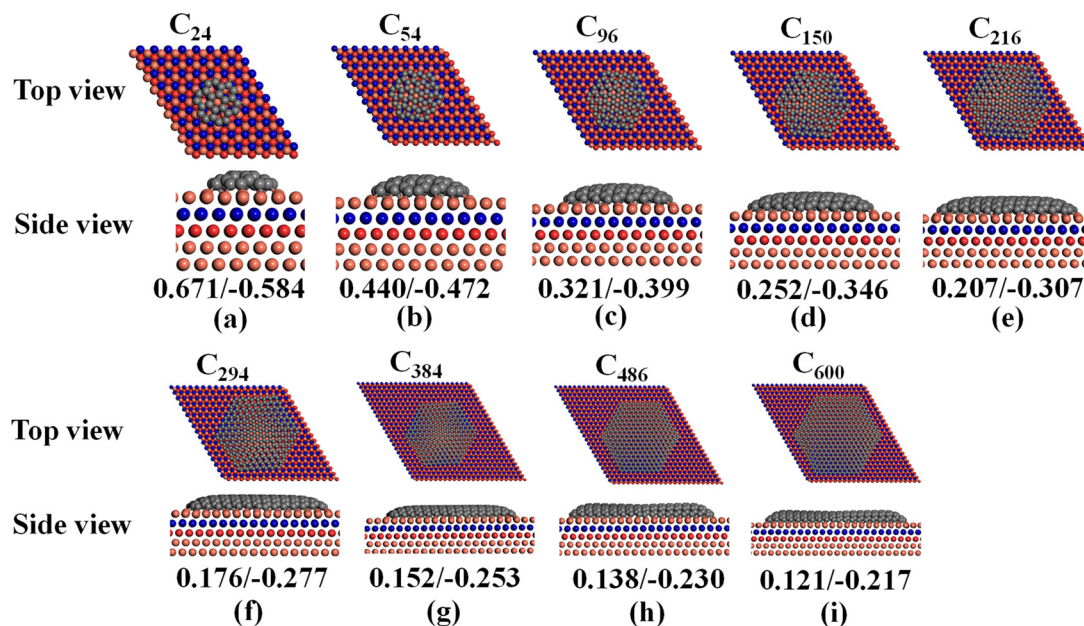 C24 C54 C96 C150 C216
Top view
Side view
0.671/-0.584 0.440/-0.472 0.321/-0.399 0.252/-0.346 0.207/-0.307
(a) (b) (c) (d) (e)
C294 C384 C486 C600
Top view
Side view
0.176/-0.277 0.152/-0.253 0.138/-0.230 0.121/-0.217
(f) (g) (h) (i)